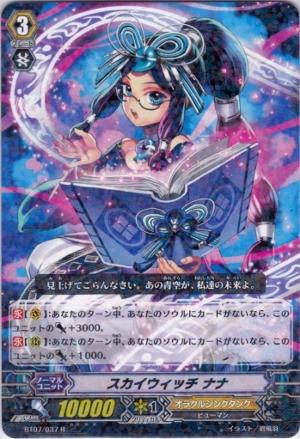 3
グレード
見上げてごらんなさい。あの青空が、私達の未来よ。
永【V】:あなたのターン中、あなたのソウルにカードがないなら、この
ユニットのパワー+3000。
永【R】:あなたのターン中、あなたのソウルにカードがないなら、この
ユニットのパワー+1000。
ノーマル
ユニット
スカイウィッチ ナナ
10000
1
オラクルシンクタンク
ヒューマン
BT07/037 R
イラスト/碧風羽